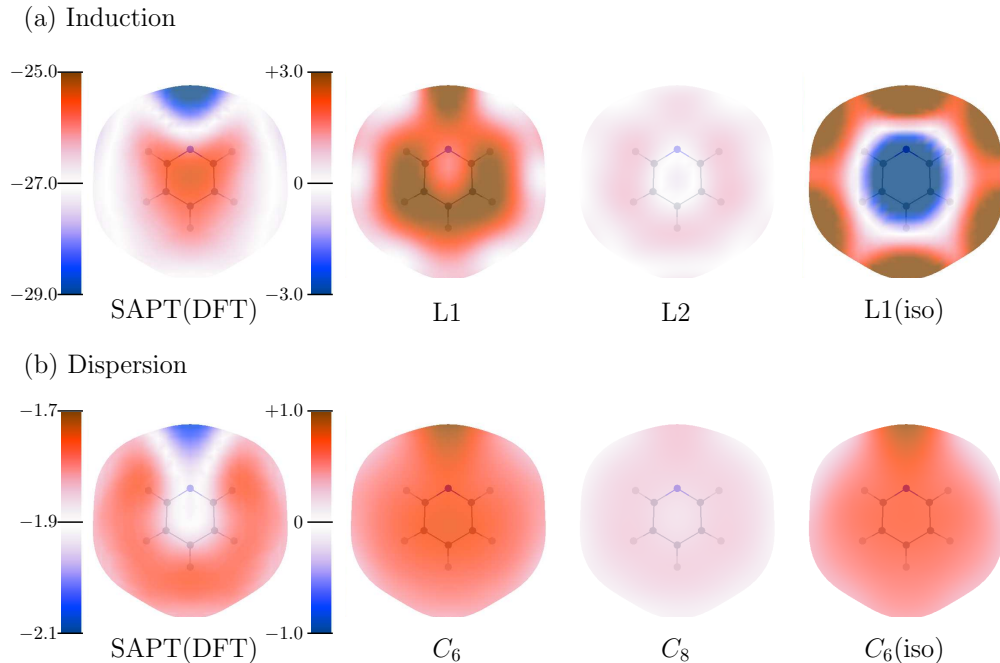 (a) Induction
−25.0
−27.0
−29.0
+3.0
0
−3.0
SAPT(DFT)
L1
L2
L1(iso)
(b) Dispersion
−1.7
−1.9
−2.1
+1.0
0
−1.0
SAPT(DFT)
C₆
C₈
C₆(iso)